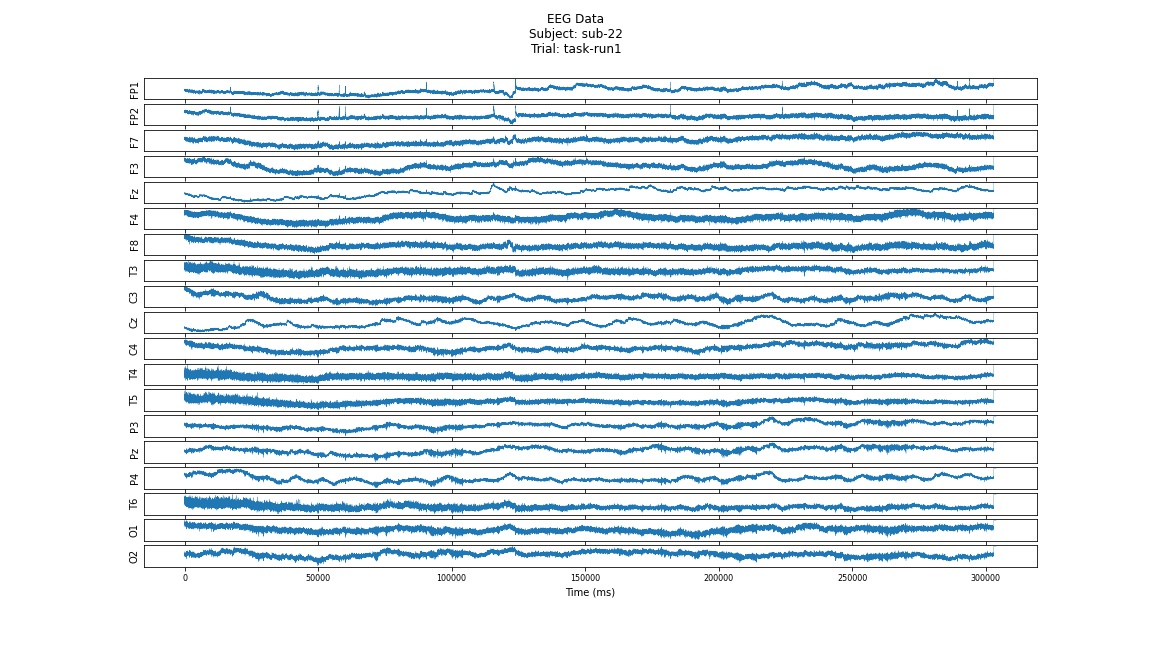 EEG Data
Subject: sub-22
Trial: task-run1
FP1
FP2
F7
F3
Fz
F4
F8
T3
C3
Cz
C4
T4
T5
P3
Pz
P4
T6
O1
O2
0 50000 100000 150000 200000 250000 300000
Time (ms)